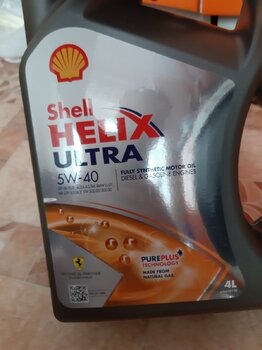 Shell
HELIX
ULTRA
5W-40
FULLY SYNTHETIC MOTOR OIL
DIESEL & GASOLINE ENGINES
PUREPLUS
TECHNOLOGY
MADE FROM
NATURAL GAS
4L